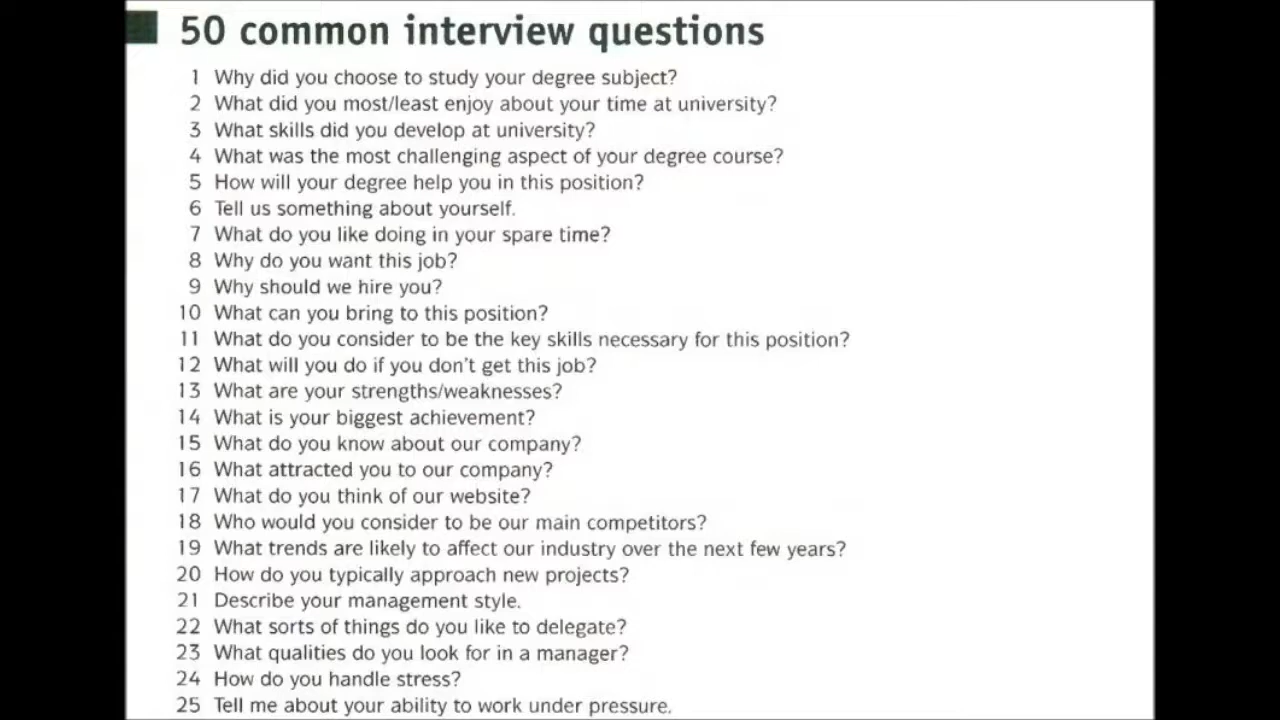 50 common interview questions
1 Why did you choose to study your degree subject?
2 What did you most/least enjoy about your time at university?
3 What skills did you develop at university?
4 What was the most challenging aspect of your degree course?
5 How will your degree help you in this position?
6 Tell us something about yourself.
7 What do you like doing in your spare time?
8 Why do you want this job?
9 Why should we hire you?
10 What can you bring to this position?
11 What do you consider to be the key skills necessary for this position?
12 What will you do if you don't get this job?
13 What are your strengths/weaknesses?
14 What is your biggest achievement?
15 What do you know about our company?
16 What attracted you to our company?
17 What do you think of our website?
18 Who would you consider to be our main competitors?
19 What trends are likely to affect our industry over the next few years?
20 How do you typically approach new projects?
21 Describe your management style.
22 What sorts of things do you like to delegate?
23 What qualities do you look for in a manager?
24 How do you handle stress?
25 Tell me about your ability to work under pressure.